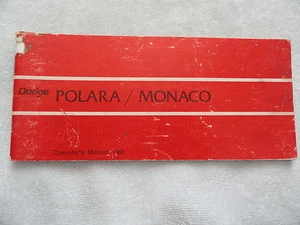 Dodge POLARA / MONACO
Operator's Manual